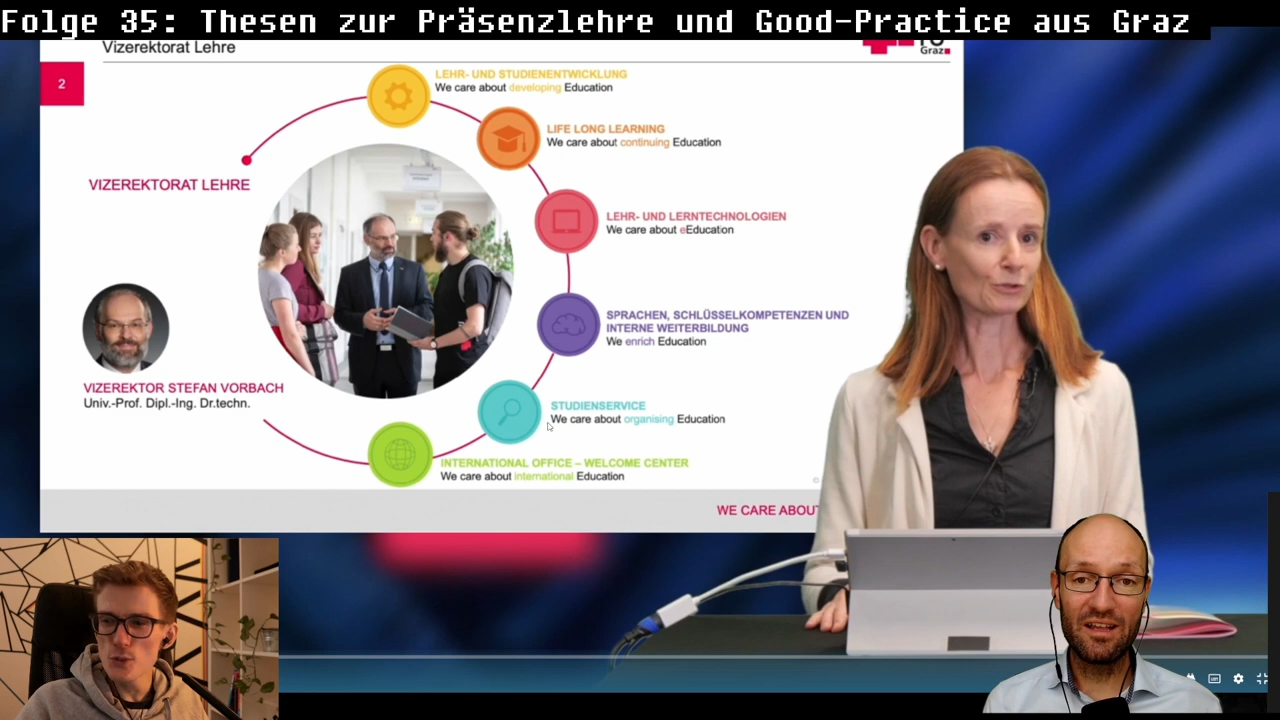 Folge 35: Thesen zur Präsenzlehre und Good-Practice aus Graz
Vizerektorat Lehre
Graz
2
LEHR- UND STUDIENENTWICKLUNG
We care about developing Education
LIFE LONG LEARNING
We care about continuing Education
VIZEREKTORAT LEHRE
LEHR- UND LERNTECHNOLOGIEN
We care about eEducation
SPRACHEN, SCHLÜSSELKOMPETENZEN UND
INTERNE WEITERBILDUNG
We enrich Education
VIZEREKTOR STEFAN VORBACH
Univ.-Prof. Dipl.-Ing. Dr.techn.
STUDIENSERVICE
We care about organising Education
INTERNATIONAL OFFICE – WELCOME CENTER
We care about international Education
WE CARE ABOUT